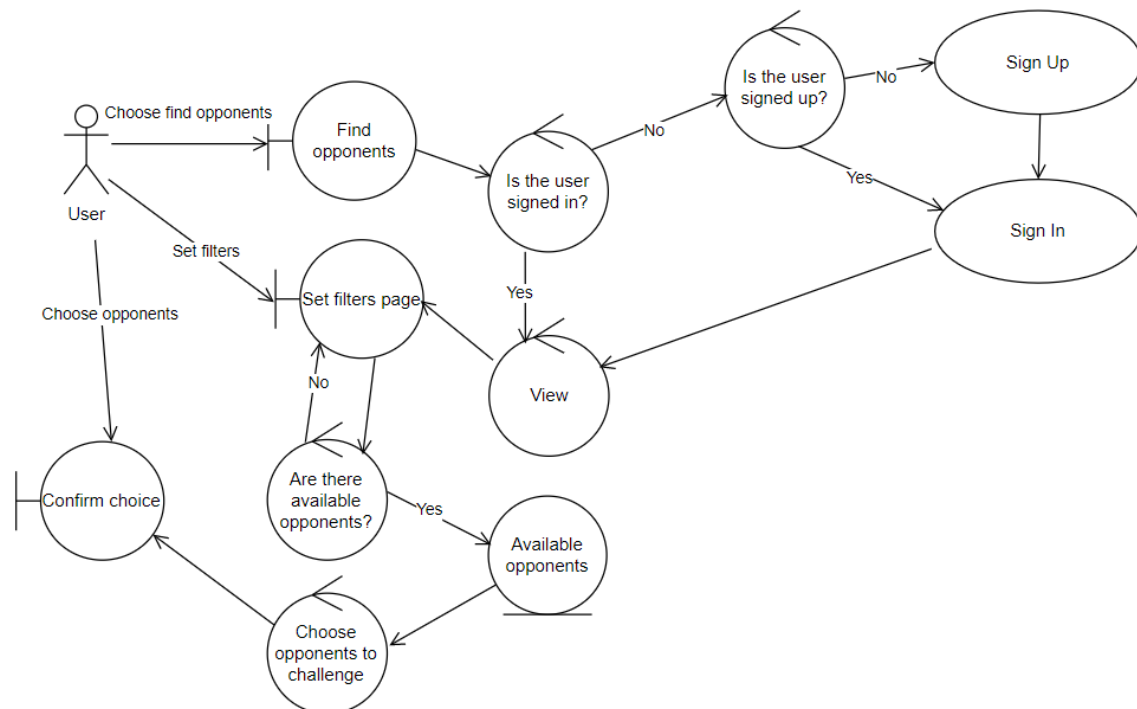 Is the user
signed up?
No
Sign Up
Choose find opponents
Find
opponents
No
Is the user
signed in?
Yes
Sign In
User
Set filters
Yes
Set filters page
Choose opponents
No
View
Are there
available
opponents?
Yes
Confirm choice
Available
opponents
Choose
opponents to
challenge